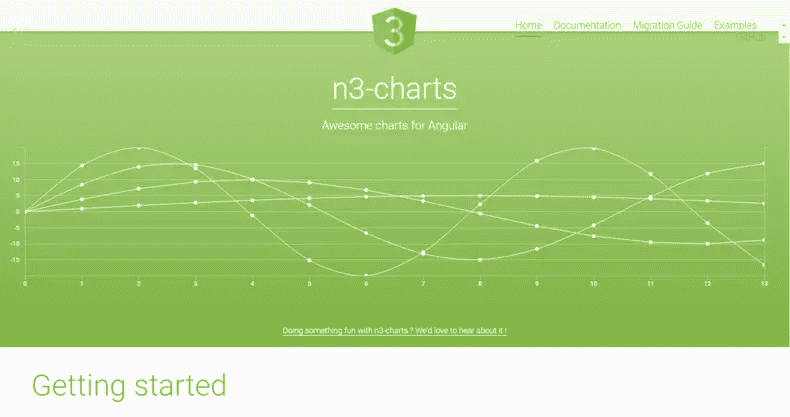 3
Home Documentation Migration Guide Examples
GitHub
n3-charts
Awesome charts for Angular
15
10
5
0
-5
-10
-15
0 1 2 3 4 5 6 7 8 9 10 11 12 13
Doing something fun with n3-charts ? We'd love to hear about it !
Getting started